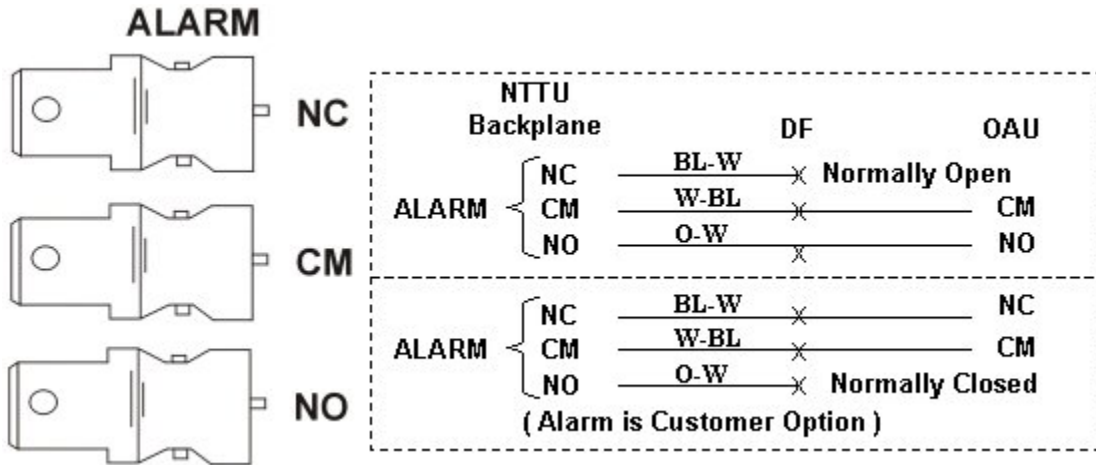 ALARM
NC
CM
NO
NTTU
Backplane DF OAU
NC BL-W Normally Open
ALARM CM W-BL CM
NO O-W NO
NC BL-W NC
ALARM CM W-BL CM
NO O-W Normally Closed
( Alarm is Customer Option )